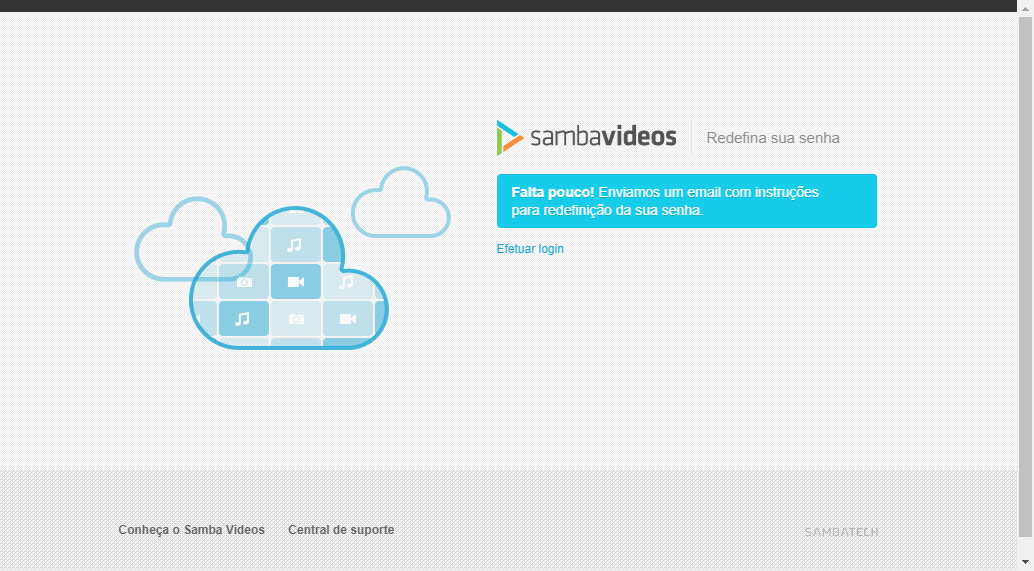 sambavideos
Redefina sua senha
Falta pouco! Enviamos um email com instruções
para redefinição da sua senha.
Efetuar login
Conheça o Samba Videos
Central de suporte
SAMBATECH